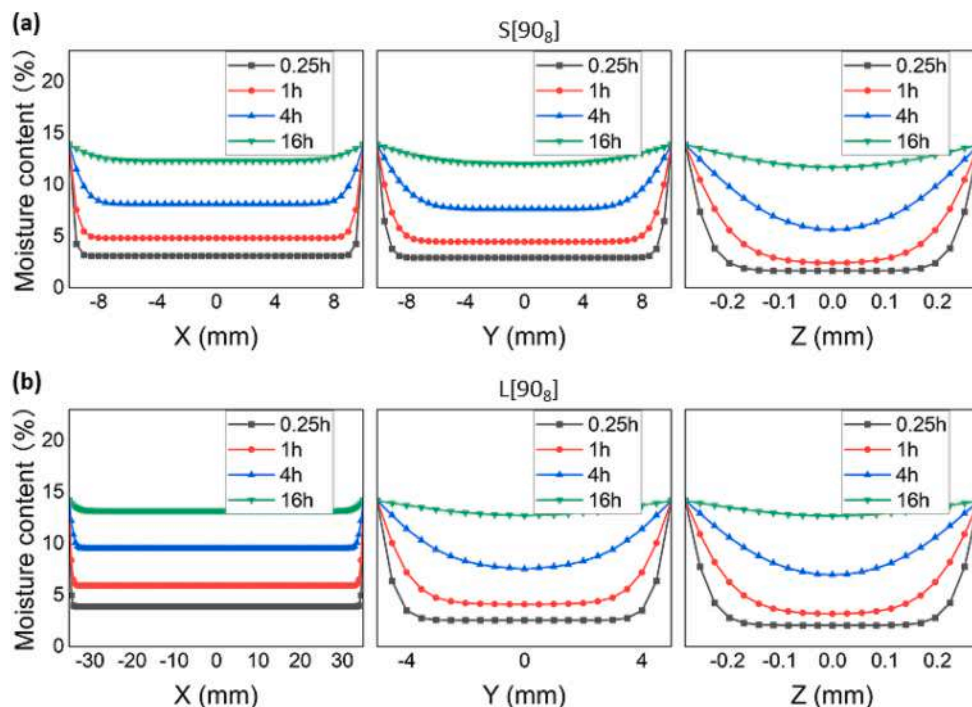 (a)
S[90₈]
Moisture content (%)
20
15
10
5
0
0.25h
1h
4h
16h
-8 -4 0 4 8
X (mm)
0.25h
1h
4h
16h
-8 -4 0 4 8
Y (mm)
0.25h
1h
4h
16h
-0.2 -0.1 0.0 0.1 0.2
Z (mm)
(b)
L[90₈]
Moisture content (%)
20
15
10
5
0
0.25h
1h
4h
16h
-30 -20 -10 0 10 20 30
X (mm)
0.25h
1h
4h
16h
-4 0 4
Y (mm)
0.25h
1h
4h
16h
-0.2 -0.1 0.0 0.1 0.2
Z (mm)